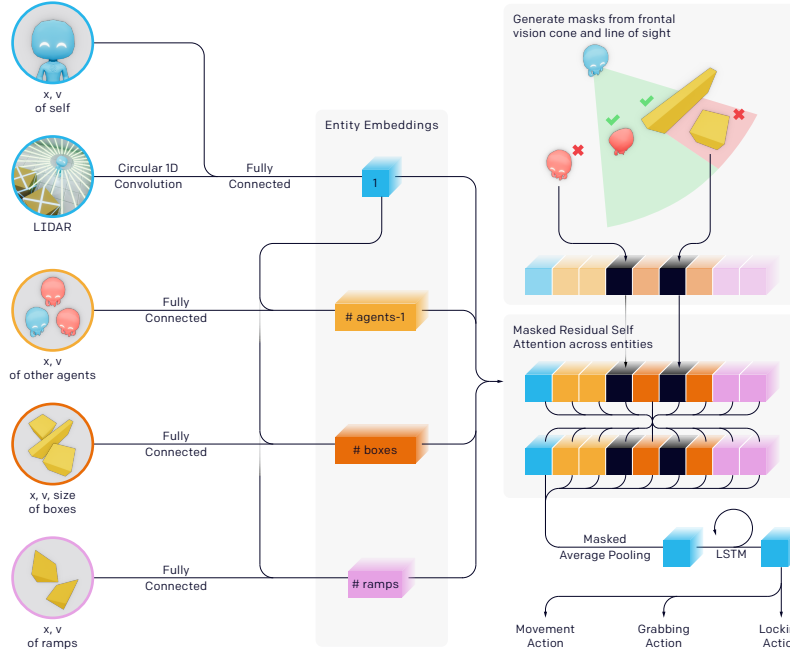 x, v
of self
LIDAR
Circular 1D
Convolution
Fully
Connected
x, v
of other agents
Fully
Connected
x, v, size
of boxes
Fully
Connected
x, v
of ramps
Fully
Connected
Entity Embeddings
1
# agents-1
# boxes
# ramps
Generate masks from frontal
vision cone and line of sight
Masked Residual Self
Attention across entities
Masked
Average Pooling
LSTM
Movement
Action
Grabbing
Action